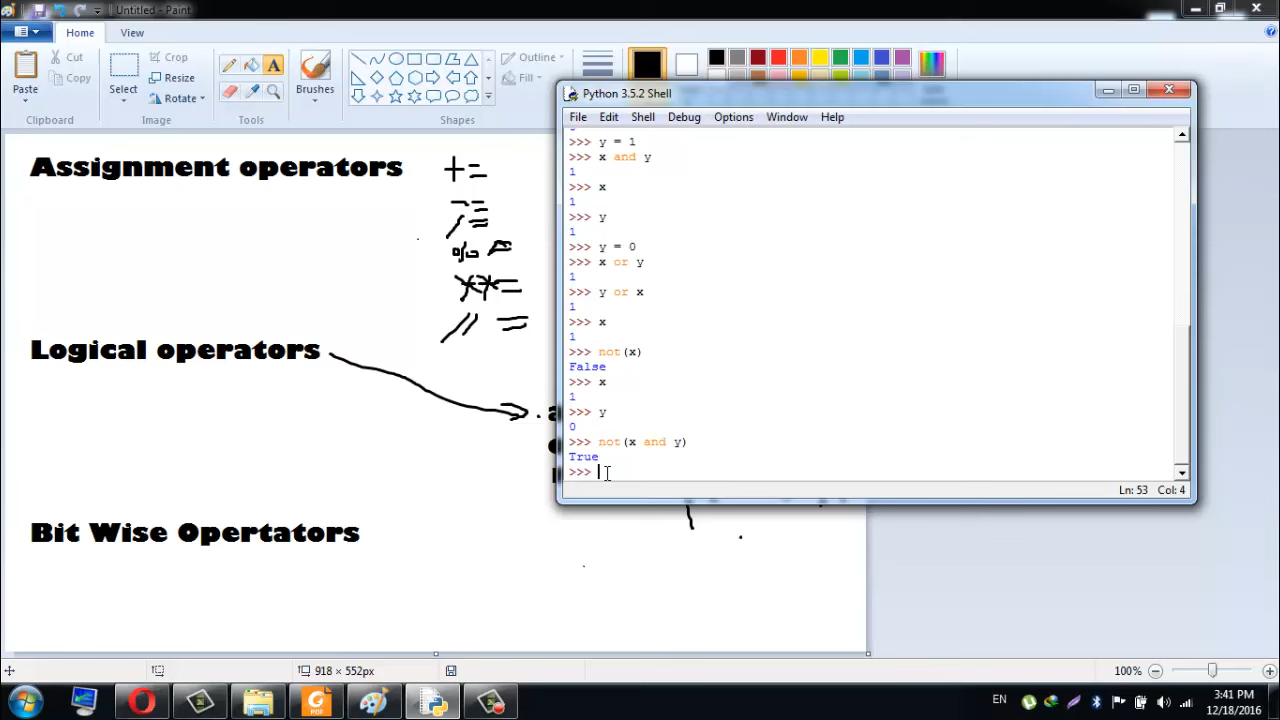 Untitled - Paint
Home
View
Paste
Cut
Copy
Clipboard
Select
Crop
Resize
Rotate
Image
A
Tools
Brushes
Outline
Fill
Shapes
Assignment operators
+=
-=
/=
%=
**=
//=
Logical operators
Bit Wise Opertators
Python 3.5.2 Shell
File Edit Shell Debug Options Window Help
>>> y = 1
>>> x and y
1
>>> x
1
>>> y
1
>>> y = 0
>>> x or y
1
>>> y or x
1
>>> x
1
>>> not(x)
False
>>> x
1
>>> y
0
>>> not(x and y)
True
>>>
Ln: 53 Col: 4
918 × 552px
100%
PDF
EN
3:41 PM
12/18/2016